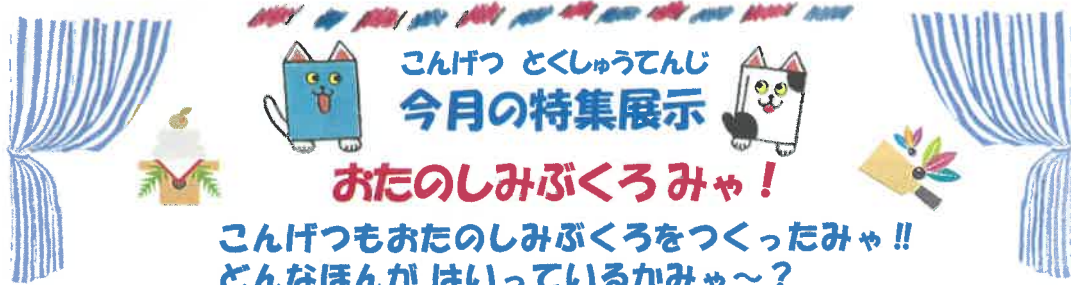 こんげつ とくしゅうてんじ
今月の特集展示
おたのしみぶくろ みゃ！
こんげつもおたのしみぶくろをつくったみゃ!!
どんなほんが はいっているかみゃ～？